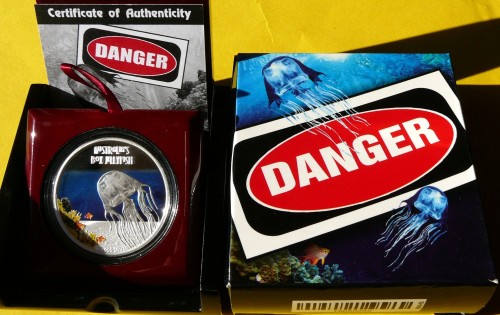 Certificate of Authenticity
DANGER
AUSTRALIA'S
BOX JELLYFISH
DANGER